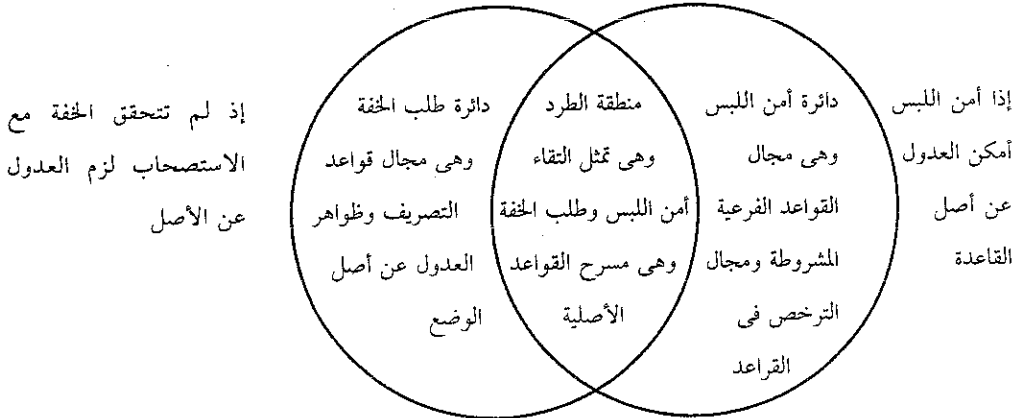 إذا أمن اللبس
أمكن العدول
عن أصل
القاعدة
دائرة أمن اللبس
وهى مجال
القواعد الفرعية
المشروطة ومجال
الترخص فى
القراعد
منطقة الطرد
وهى تمثل التقاء
أمن اللبس وطلب الخفة
وهى مسرح القواعد
الأصلية
دائرة طلب الخفة
وهى مجال قواعد
التصريف وظواهر
العدول عن أصل
الوضع
إذ لم تتحقق الخفة مع
الاستصحاب لزم العدول
عن الأصل